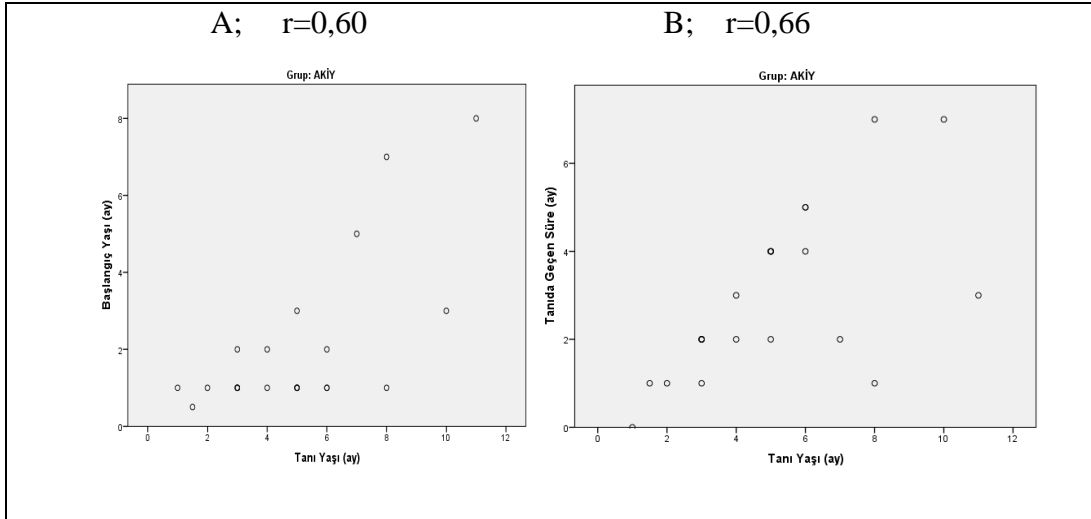 A; r=0,60
B; r=0,66
Grup: AKİY
8
6
4
2
0
Başlangıç Yaşı (ay)
0 2 4 6 8 10 12
Tanı Yaşı (ay)
Grup: AKİY
6
4
2
0
Tanıda Geçen Süre (ay)
0 2 4 6 8 10 12
Tanı Yaşı (ay)